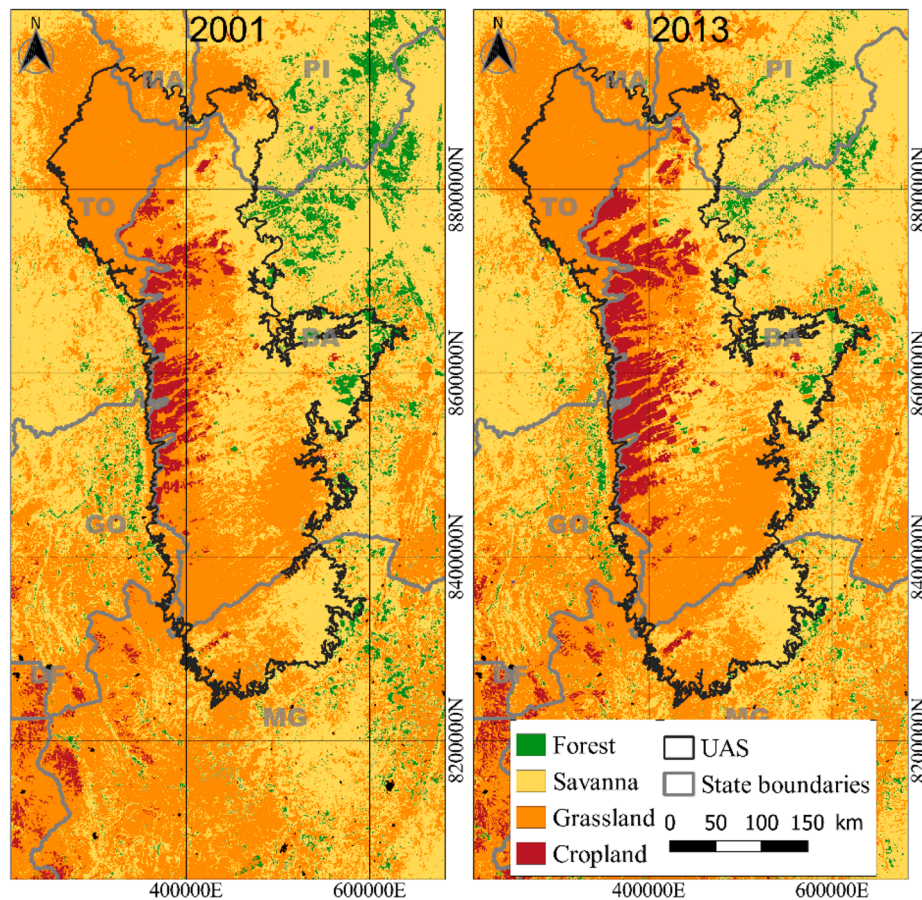 N
2001
MA
PI
TO
BA
GO
DF
MG
8800000N
8600000N
8400000N
8200000N
400000E
600000E
N
2013
MA
PI
TO
BA
GO
DF
MG
8800000N
8600000N
8400000N
8200000N
400000E
600000E
Forest
Savanna
Grassland
Cropland
UAS
State boundaries
0 50 100 150 km